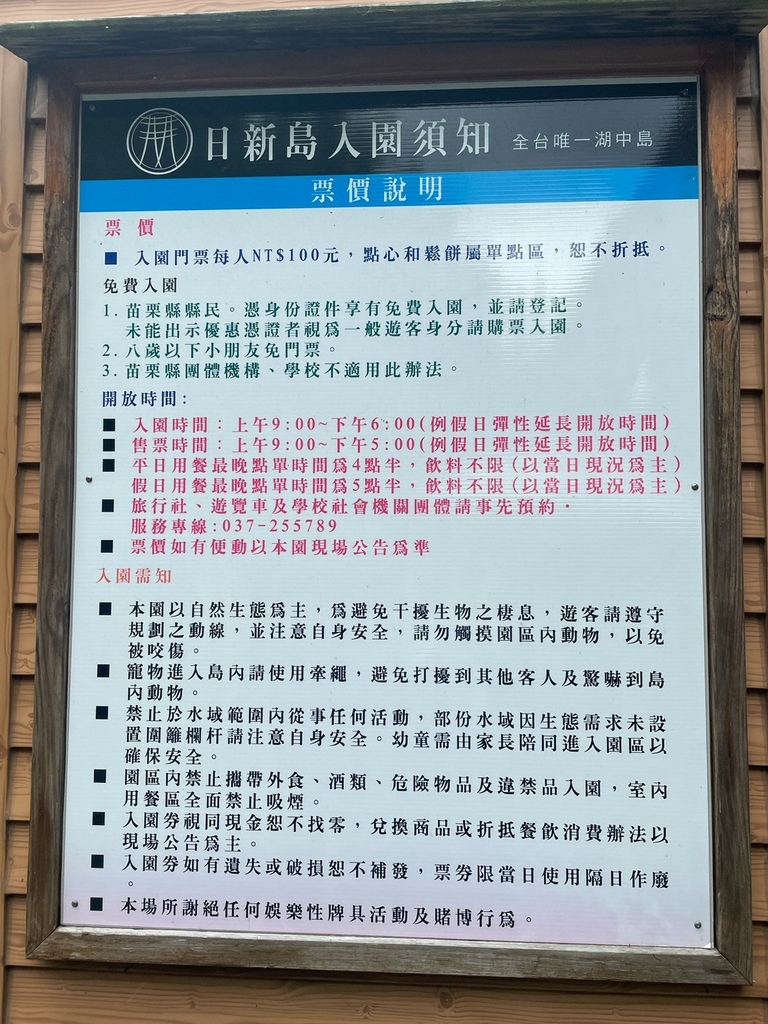 日新島入園須知 全台唯一湖中島
票價說明
票價
■ 入園門票每人NT$100元，點心和鬆餅屬單點區，恕不折抵。
免費入園
1. 苗栗縣縣民。憑身份證件享有免費入園，並請登記。
未能出示優惠憑證者視爲一般遊客身分請購票入園。
2. 八歲以下小朋友免門票。
3. 苗栗縣團體機構、學校不適用此辦法。
開放時間:
■ 入園時間：上午9:00~下午6:00(例假日彈性延長開放時間)
■ 售票時間：上午9:00~下午5:00(例假日彈性延長開放時間)
■ 平日用餐最晚點單時間爲4點半，飲料不限(以當日現況爲主)
假日用餐最晚點單時間爲5點半，飲料不限(以當日現況爲主)
■ 旅行社、遊覽車及學校社會機關團體請事先預約．
服務專線:037-255789
■ 票價如有便動以本園現場公告爲準
入園需知
■ 本園以自然生態爲主，爲避免干擾生物之棲息，遊客請遵守
規劃之動線，並注意自身安全，請勿觸摸園區內動物，以免
被咬傷。
■ 寵物進入島內請使用牽繩，避免打擾到其他客人及驚嚇到島
內動物。
■ 禁止於水域範圍內從事任何活動，部份水域因生態需求未設
置圍籬欄杆請注意自身安全。幼童需由家長陪同進入園區以
確保安全。
■ 園區內禁止攜帶外食、酒類、危險物品及違禁品入園，室內
用餐區全面禁止吸煙。
■ 入園券視同現金恕不找零，兌換商品或折抵餐飲消費辦法以
現場公告爲主。
■ 入園券如有遺失或破損恕不補發，票券限當日使用隔日作廢
。
■ 本場所謝絕任何娛樂性牌具活動及賭博行爲。